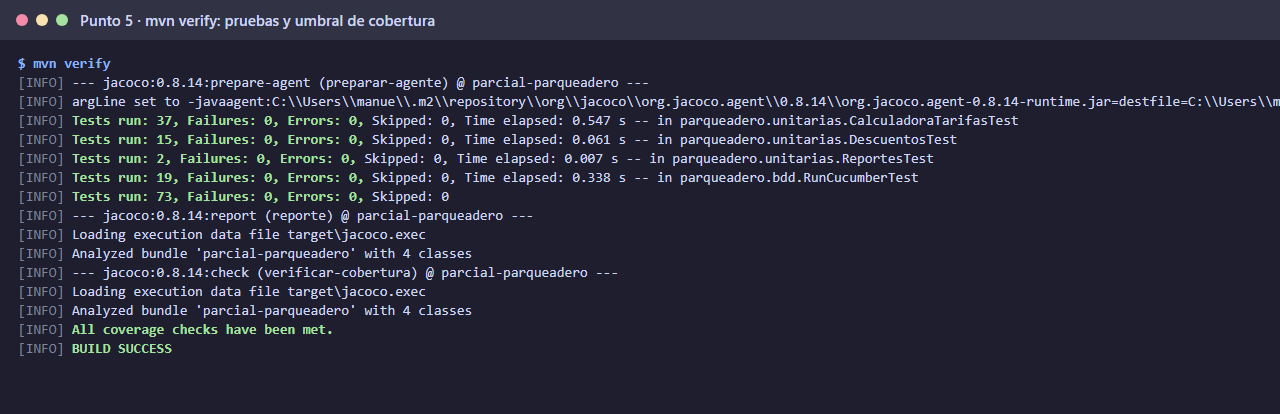 Punto 5 · mvn verify: pruebas y umbral de cobertura
$ mvn verify
[INFO] --- jacoco:0.8.14:prepare-agent (preparar-agente) @ parcial-parqueadero ---
[INFO] argLine set to -javaagent:C:\\Users\\manue\\.m2\\repository\\org\\jacoco\\org.jacoco.agent\\0.8.14\\org.jacoco.agent-0.8.14-runtime.jar=destfile=C:\\Users\\m
[INFO] Tests run: 37, Failures: 0, Errors: 0, Skipped: 0, Time elapsed: 0.547 s -- in parqueadero.unitarias.CalculadoraTarifasTest
[INFO] Tests run: 15, Failures: 0, Errors: 0, Skipped: 0, Time elapsed: 0.061 s -- in parqueadero.unitarias.DescuentosTest
[INFO] Tests run: 2, Failures: 0, Errors: 0, Skipped: 0, Time elapsed: 0.007 s -- in parqueadero.unitarias.ReportesTest
[INFO] Tests run: 19, Failures: 0, Errors: 0, Skipped: 0, Time elapsed: 0.338 s -- in parqueadero.bdd.RunCucumberTest
[INFO] Tests run: 73, Failures: 0, Errors: 0, Skipped: 0
[INFO] --- jacoco:0.8.14:report (reporte) @ parcial-parqueadero ---
[INFO] Loading execution data file target\jacoco.exec
[INFO] Analyzed bundle 'parcial-parqueadero' with 4 classes
[INFO] --- jacoco:0.8.14:check (verificar-cobertura) @ parcial-parqueadero ---
[INFO] Loading execution data file target\jacoco.exec
[INFO] Analyzed bundle 'parcial-parqueadero' with 4 classes
[INFO] All coverage checks have been met.
[INFO] BUILD SUCCESS